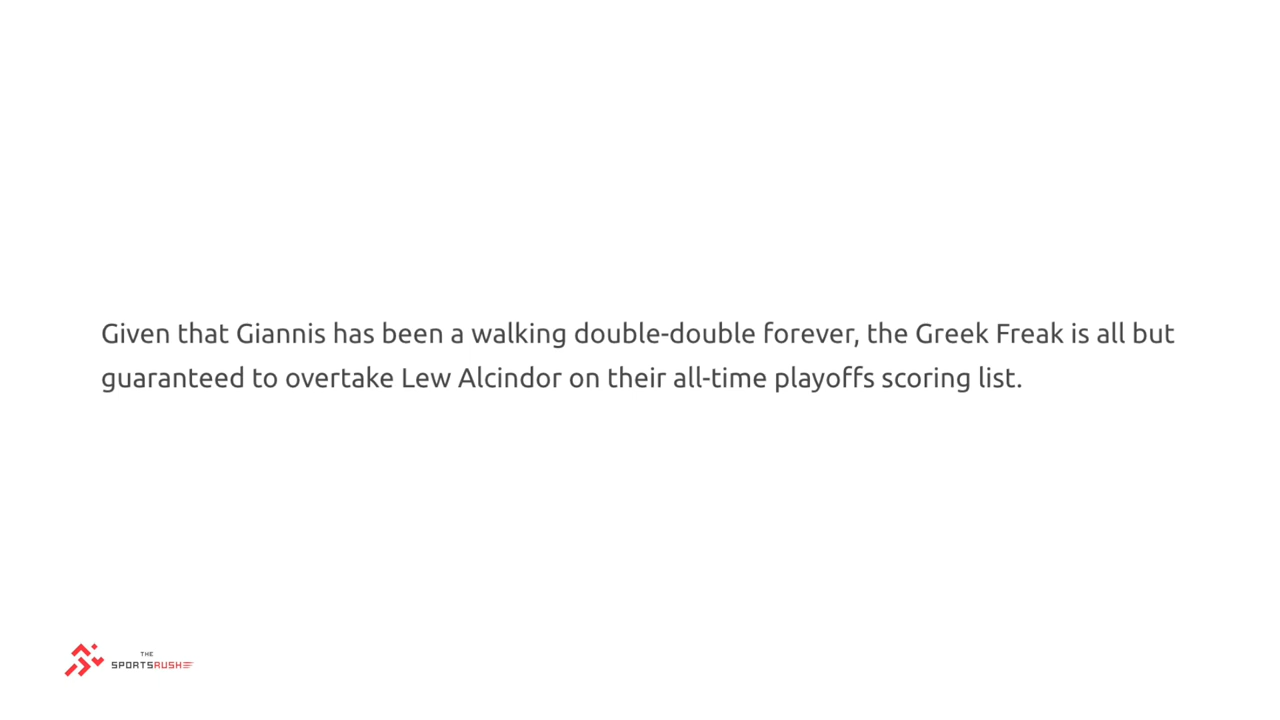 Given that Giannis has been a walking double-double forever, the Greek Freak is all but
guaranteed to overtake Lew Alcindor on their all-time playoffs scoring list.
THE
SPORTSRUSH